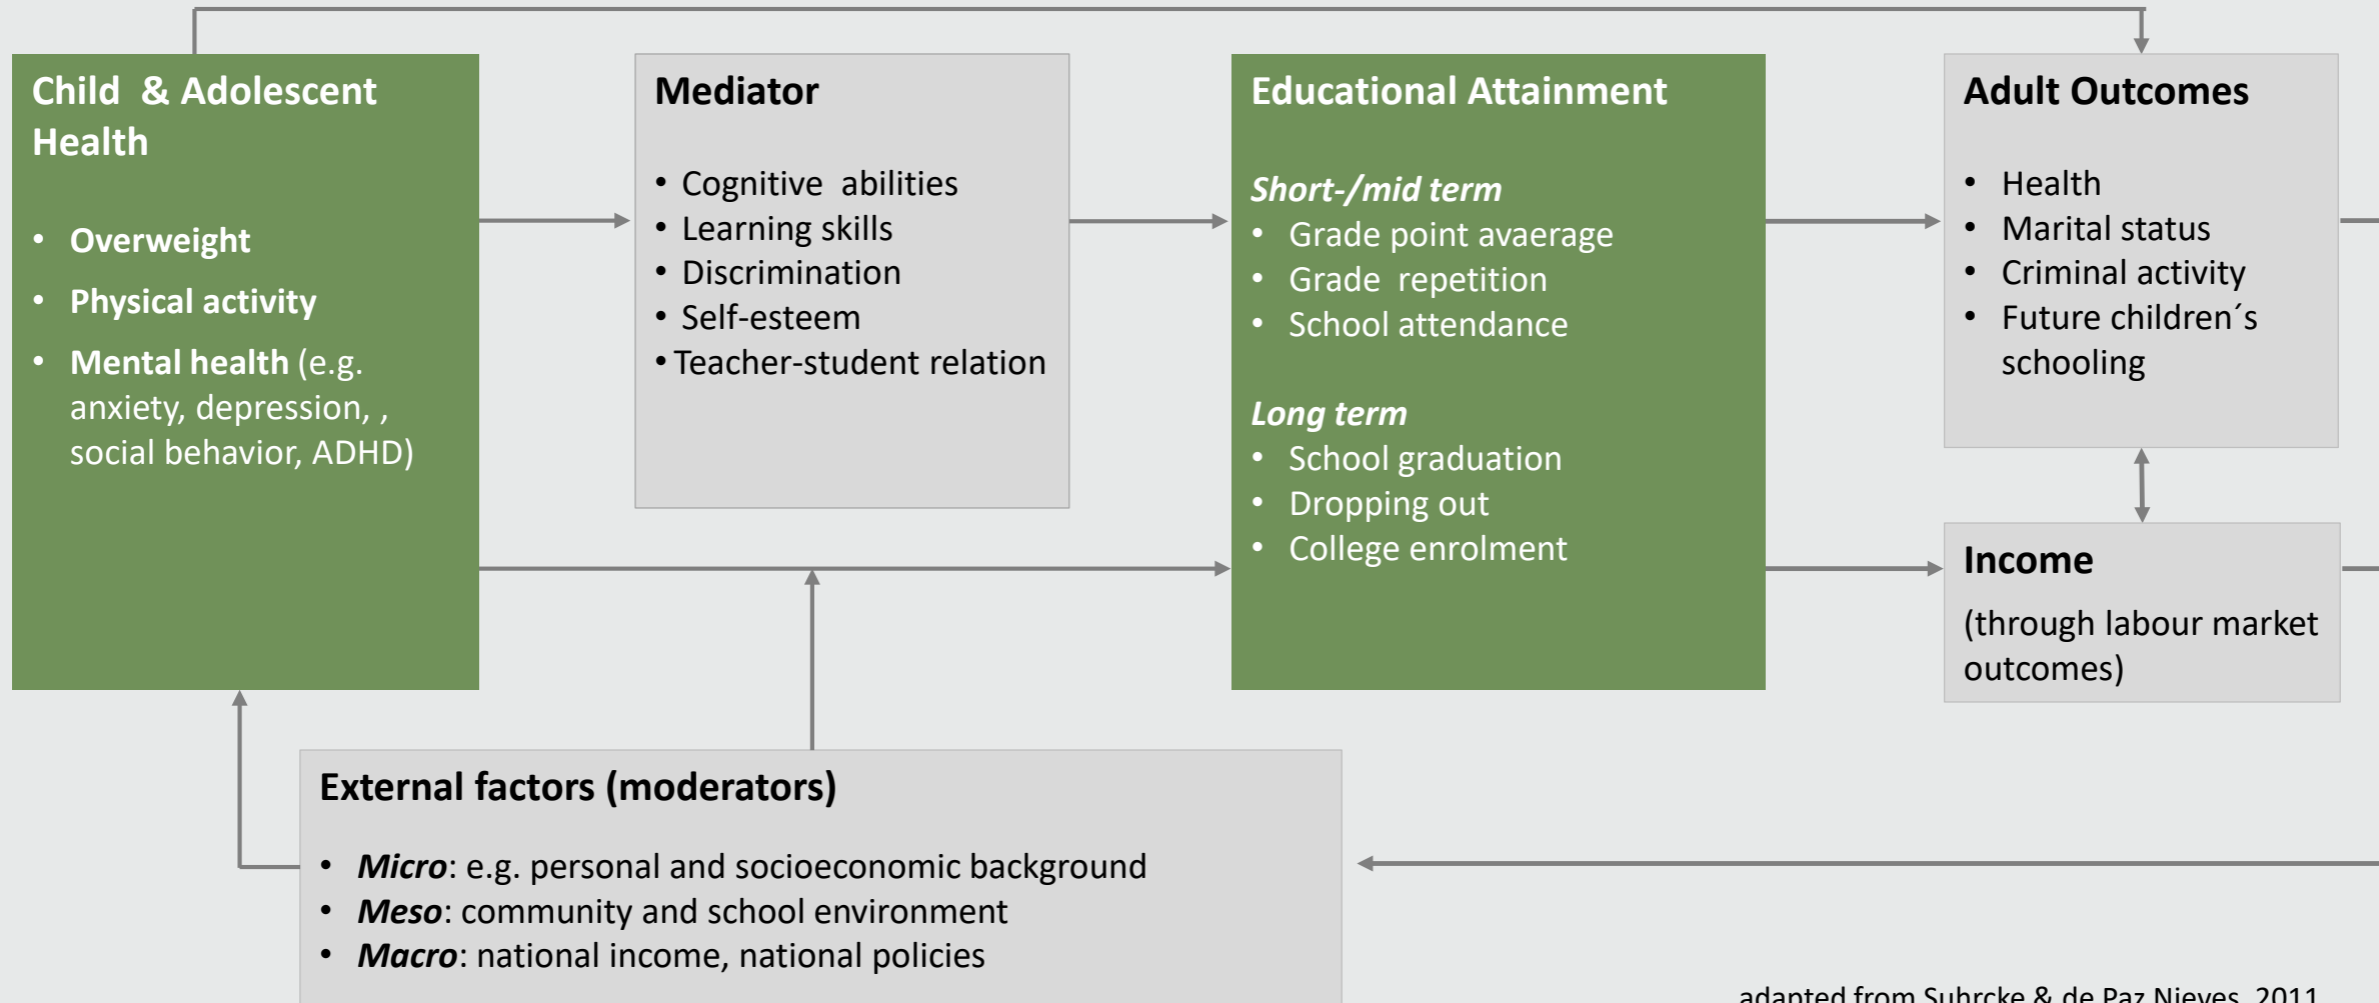 Child & Adolescent
Health
• Overweight
• Physical activity
• Mental health (e.g.
anxiety, depression, ,
social behavior, ADHD)
Mediator
• Cognitive abilities
• Learning skills
• Discrimination
• Self-esteem
• Teacher-student relation
Educational Attainment
Short-/mid term
• Grade point avaerage
• Grade repetition
• School attendance
Long term
• School graduation
• Dropping out
• College enrolment
Adult Outcomes
• Health
• Marital status
• Criminal activity
• Future children´s
schooling
Income
(through labour market
outcomes)
External factors (moderators)
• Micro: e.g. personal and socioeconomic background
• Meso: community and school environment
• Macro: national income, national policies
adapted from Suhrcke & de Paz Nieves, 2011